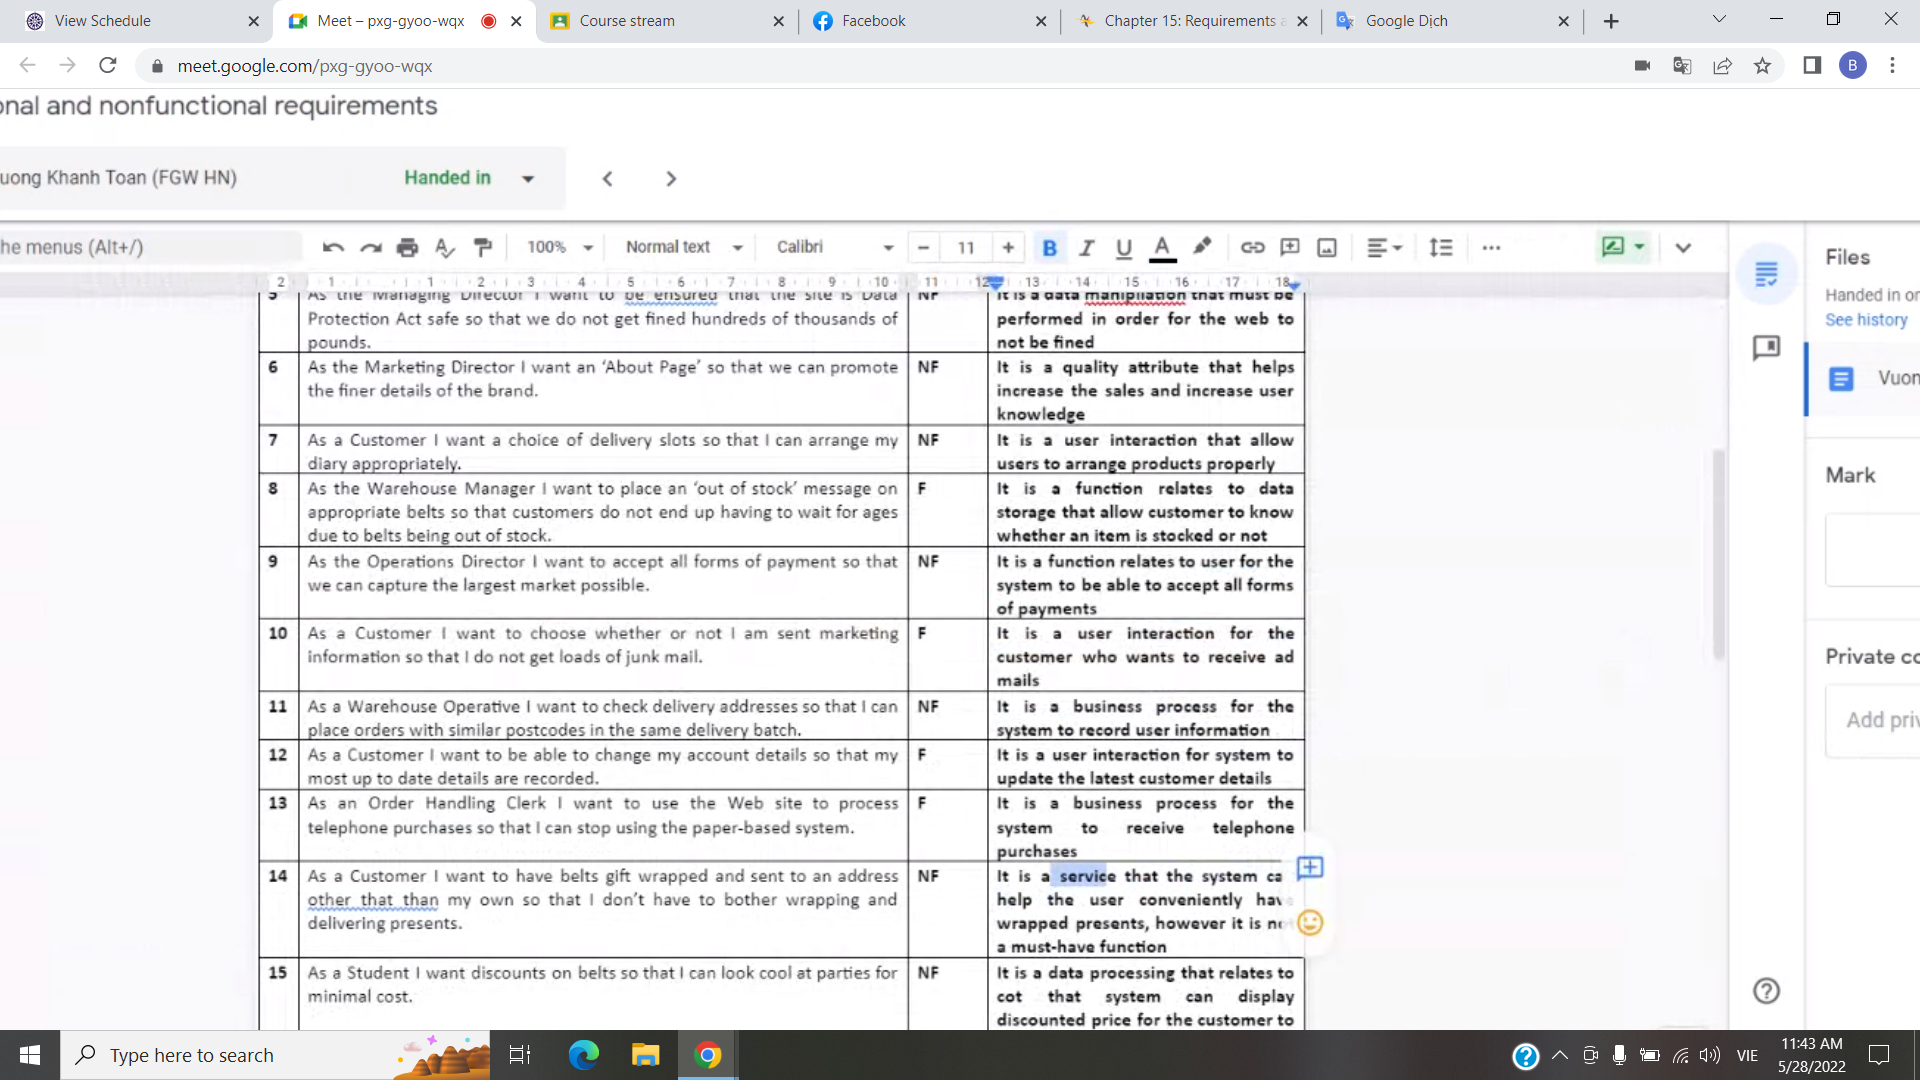 View Schedule
Meet – pxg-gyoo-wqx
Course stream
Facebook
Chapter 15: Requirements a
Google Dịch
meet.google.com/pxg-gyoo-wqx
B
onal and nonfunctional requirements
uong Khanh Toan (FGW HN)
Handed in
he menus (Alt+/)
100%
Normal text
Calibri
11
B I U A
2 1 1 2 3 4 5 6 7 8 9 10 11 12 13 14 15 16 17 18
Files
Handed in on
See history
Vuon
Mark
Private co
Add priv
5 As the Managing Director I want to be ensured that the site is Data NF It is a data manipilation that must be
Protection Act safe so that we do not get fined hundreds of thousands of performed in order for the web to
pounds. not be fined
6 As the Marketing Director I want an ‘About Page’ so that we can promote NF It is a quality attribute that helps
the finer details of the brand. increase the sales and increase user
knowledge
7 As a Customer I want a choice of delivery slots so that I can arrange my NF It is a user interaction that allow
diary appropriately. users to arrange products properly
8 As the Warehouse Manager I want to place an ‘out of stock’ message on F It is a function relates to data
appropriate belts so that customers do not end up having to wait for ages storage that allow customer to know
due to belts being out of stock. whether an item is stocked or not
9 As the Operations Director I want to accept all forms of payment so that NF It is a function relates to user for the
we can capture the largest market possible. system to be able to accept all forms
of payments
10 As a Customer I want to choose whether or not I am sent marketing F It is a user interaction for the
information so that I do not get loads of junk mail. customer who wants to receive ad
mails
11 As a Warehouse Operative I want to check delivery addresses so that I can NF It is a business process for the
place orders with similar postcodes in the same delivery batch. system to record user information
12 As a Customer I want to be able to change my account details so that my F It is a user interaction for system to
most up to date details are recorded. update the latest customer details
13 As an Order Handling Clerk I want to use the Web site to process F It is a business process for the
telephone purchases so that I can stop using the paper-based system. system to receive telephone
purchases
14 As a Customer I want to have belts gift wrapped and sent to an address NF It is a service that the system ca
other that than my own so that I don’t have to bother wrapping and help the user conveniently hav
delivering presents. wrapped presents, however it is no
a must-have function
15 As a Student I want discounts on belts so that I can look cool at parties for NF It is a data processing that relates to
minimal cost. cot that system can display
discounted price for the customer to
Type here to search
VIE
11:43 AM
5/28/2022